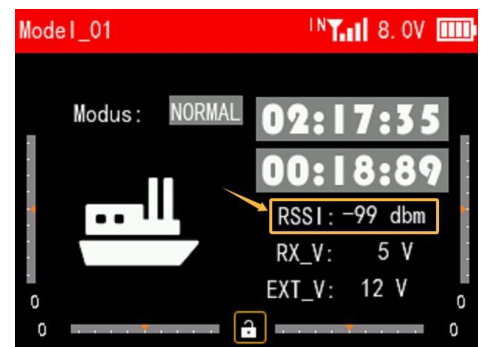 Model_01 IN 8.0V
Modus: NORMAL 02:17:35
00:18:89
RSSI:-99 dbm
RX_V: 5 V
EXT_V: 12 V
0 0
0 0